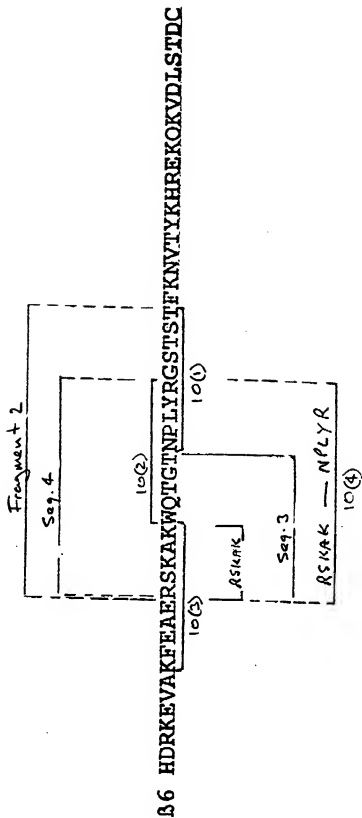 Fragment 2
Seq. 4
10(2)
β6 HDRKEVAKFEAERSKAKWQTGTNPLYRGSTSTFKNVTYKHREKQKVDLSTDC
10(3)
10(1)
RSKAK
Seq. 3
RSKAK — NPLYR
10(4)